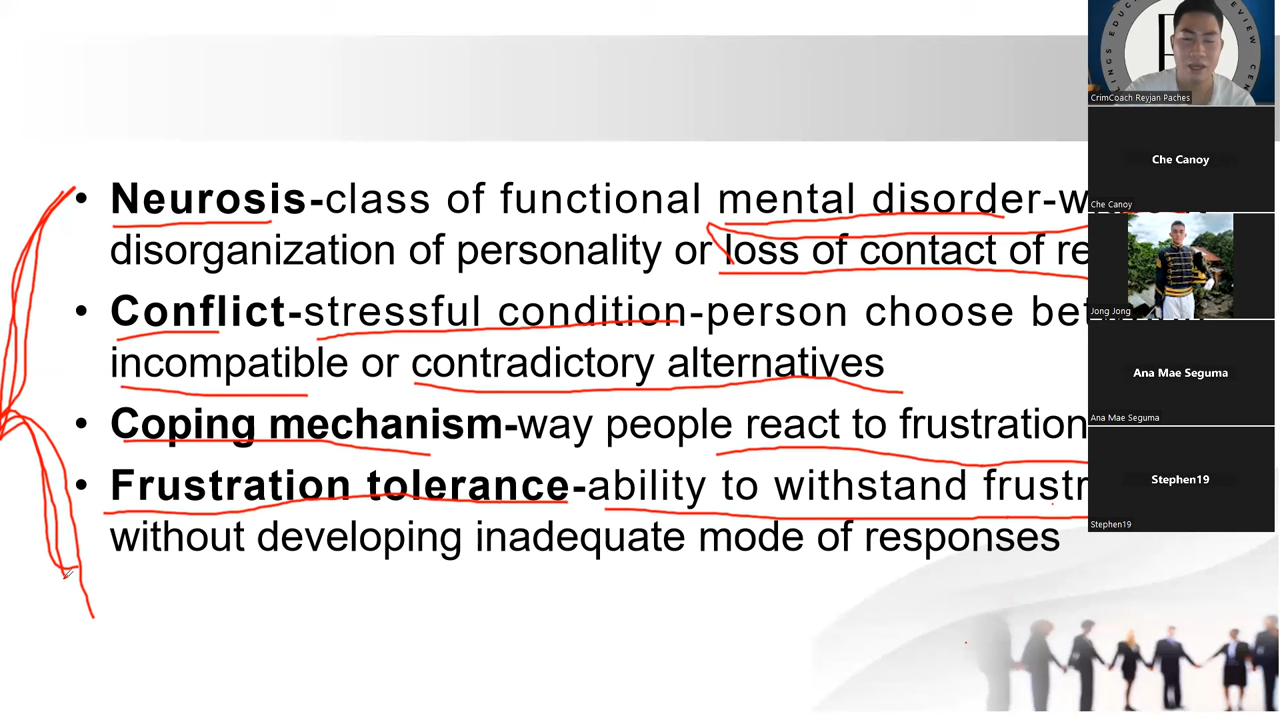 • Neurosis-class of functional mental disorder-
disorganization of personality or loss of contact of re
• Conflict-stressful condition-person choose bet
incompatible or contradictory alternatives
• Coping mechanism-way people react to frustration
• Frustration tolerance-ability to withstand frustr
without developing inadequate mode of responses
CrimCoach Reyjan Paches
Che Canoy
Che Canoy
Jong Jong
Ana Mae Seguma
Ana Mae Seguma
Stephen19
Stephen19